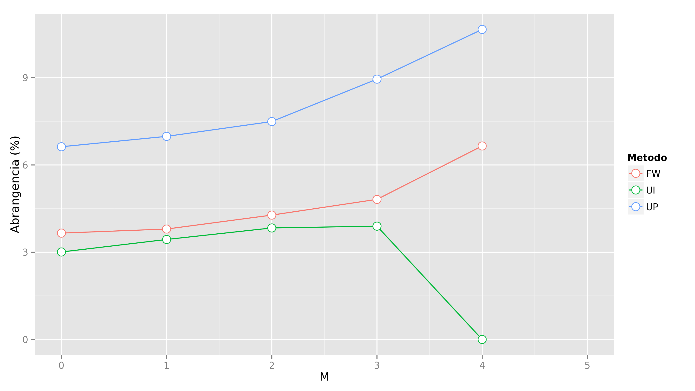 Abrangencia (%)
9
6
3
0
0 1 2 3 4 5
M
Metodo
FW
UI
UP